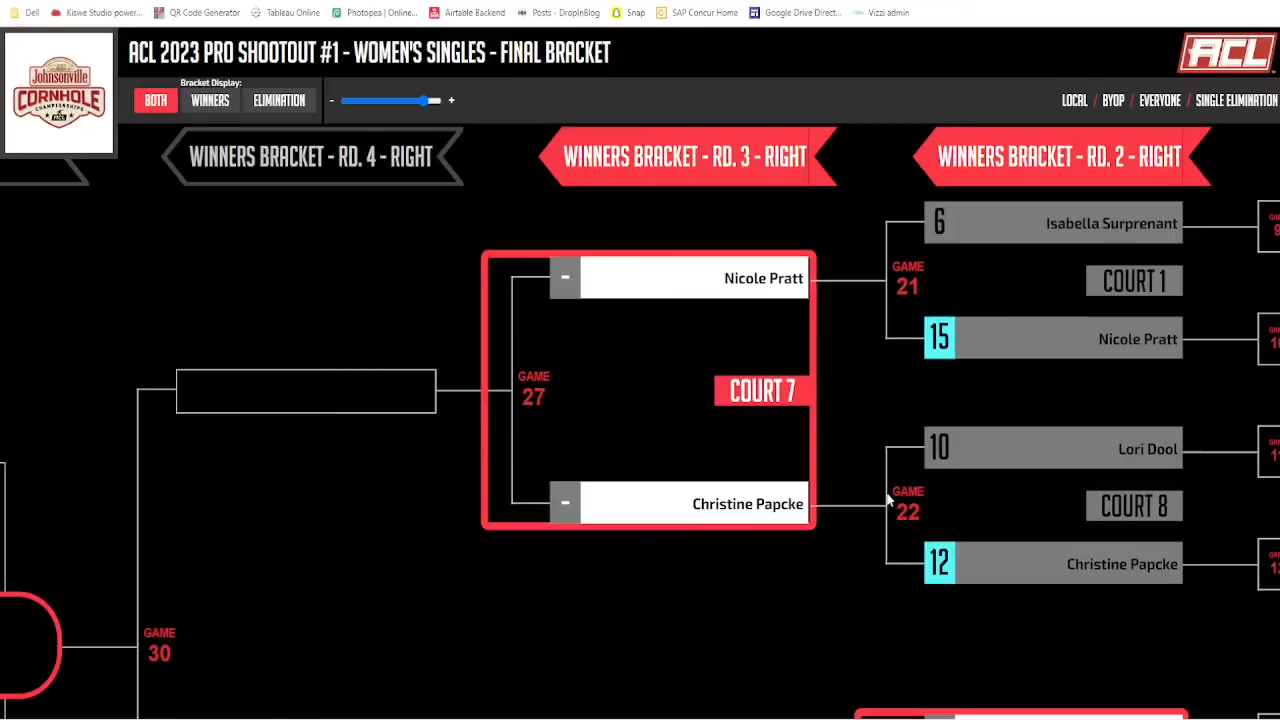 Dell
Kiswe Studio power...
QR Code Generator
Tableau Online
Photopea | Online...
Airtable Backend
Posts - DropInBlog
Snap
SAP Concur Home
Google Drive Direct...
Vizzi admin
Johnsonville
CORNHOLE
CHAMPIONSHIPS
ACL
ACL 2023 PRO SHOOTOUT #1 - WOMEN'S SINGLES - FINAL BRACKET
ACL
Bracket Display:
BOTH
WINNERS
ELIMINATION
- +
LOCAL / BYOP / EVERYONE / SINGLE ELIMINATION
WINNERS BRACKET - RD. 4 - RIGHT
WINNERS BRACKET - RD. 3 - RIGHT
WINNERS BRACKET - RD. 2 - RIGHT
6 Isabella Surprenant
GAME
21
COURT 1
15 Nicole Pratt
- Nicole Pratt
GAME
27
COURT 7
- Christine Papcke
10 Lori Dool
GAME
22
COURT 8
12 Christine Papcke
GAME
30